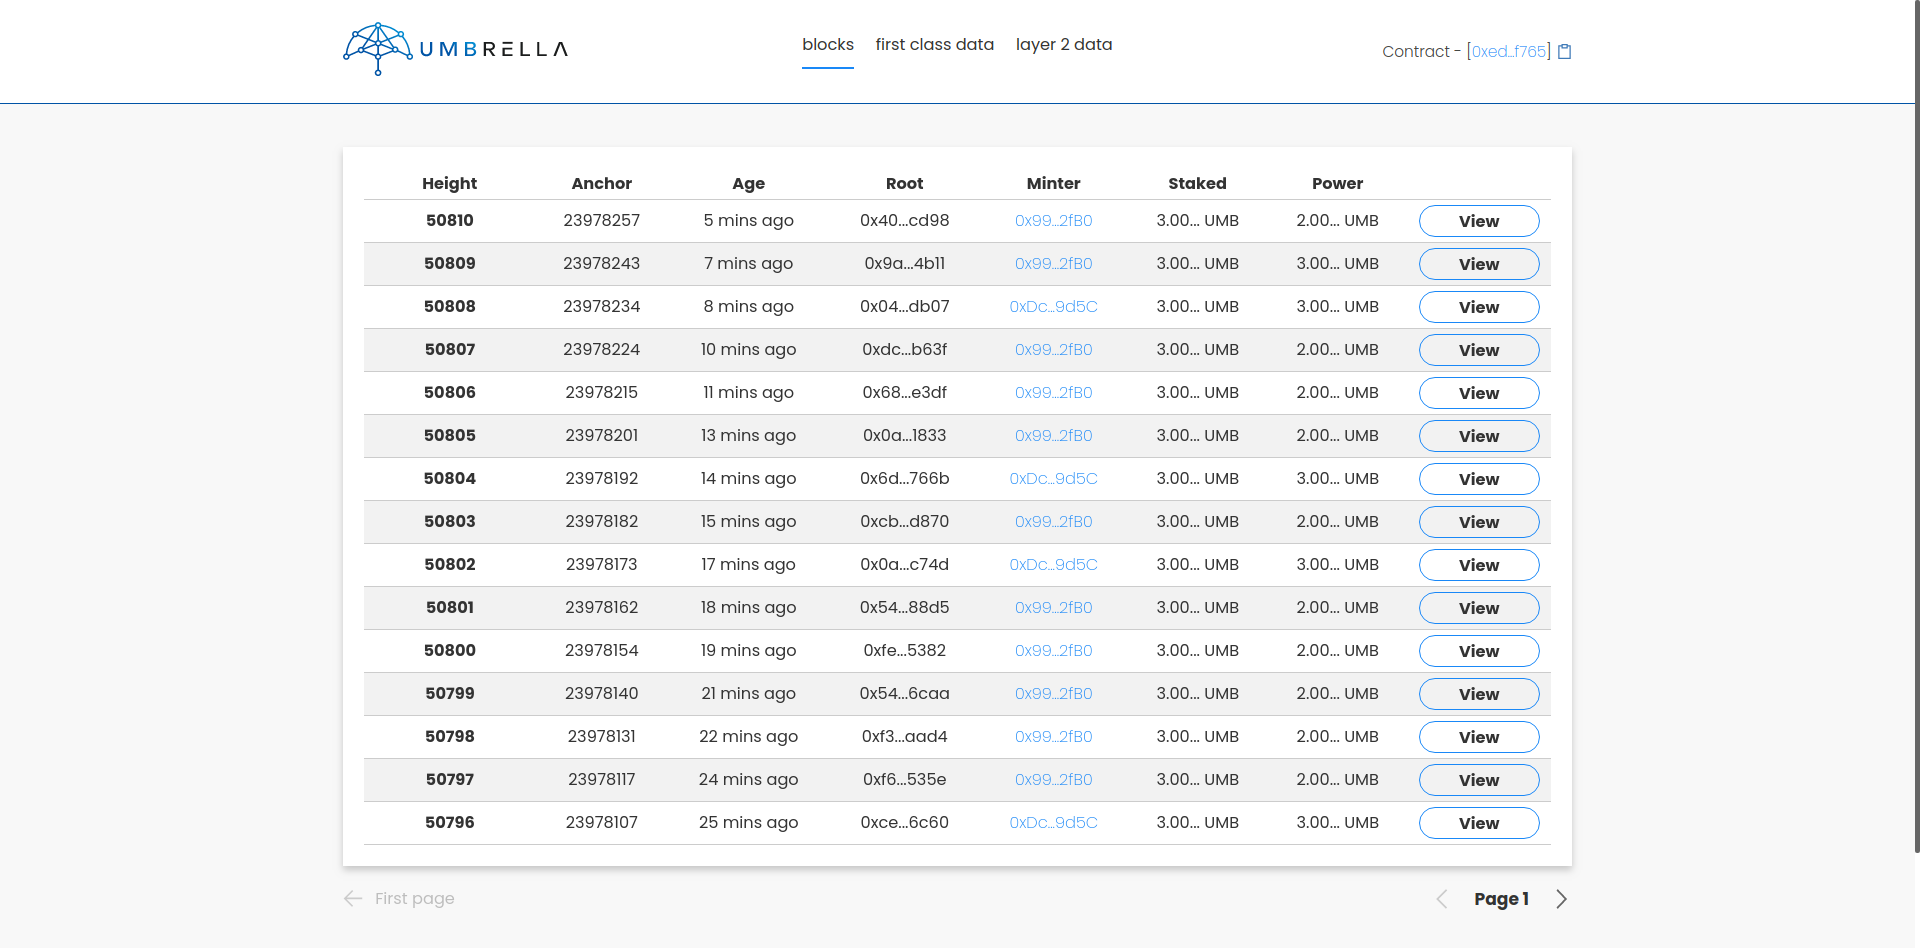 UMBRELLA
blocks first class data layer 2 data
Contract - [0xed...f765]
Height Anchor Age Root Minter Staked Power
50810 23978257 5 mins ago 0x40...cd98 0x99...2fB0 3.00... UMB 2.00... UMB View
50809 23978243 7 mins ago 0x9a...4b11 0x99...2fB0 3.00... UMB 3.00... UMB View
50808 23978234 8 mins ago 0x04...db07 0xDc...9d5C 3.00... UMB 3.00... UMB View
50807 23978224 10 mins ago 0xdc...b63f 0x99...2fB0 3.00... UMB 2.00... UMB View
50806 23978215 11 mins ago 0x68...e3df 0x99...2fB0 3.00... UMB 2.00... UMB View
50805 23978201 13 mins ago 0x0a...1833 0x99...2fB0 3.00... UMB 2.00... UMB View
50804 23978192 14 mins ago 0x6d...766b 0xDc...9d5C 3.00... UMB 3.00... UMB View
50803 23978182 15 mins ago 0xcb...d870 0x99...2fB0 3.00... UMB 2.00... UMB View
50802 23978173 17 mins ago 0x0a...c74d 0xDc...9d5C 3.00... UMB 3.00... UMB View
50801 23978162 18 mins ago 0x54...88d5 0x99...2fB0 3.00... UMB 2.00... UMB View
50800 23978154 19 mins ago 0xfe...5382 0x99...2fB0 3.00... UMB 2.00... UMB View
50799 23978140 21 mins ago 0x54...6caa 0x99...2fB0 3.00... UMB 2.00... UMB View
50798 23978131 22 mins ago 0xf3...aad4 0x99...2fB0 3.00... UMB 2.00... UMB View
50797 23978117 24 mins ago 0xf6...535e 0x99...2fB0 3.00... UMB 2.00... UMB View
50796 23978107 25 mins ago 0xce...6c60 0xDc...9d5C 3.00... UMB 3.00... UMB View
First page Page 1